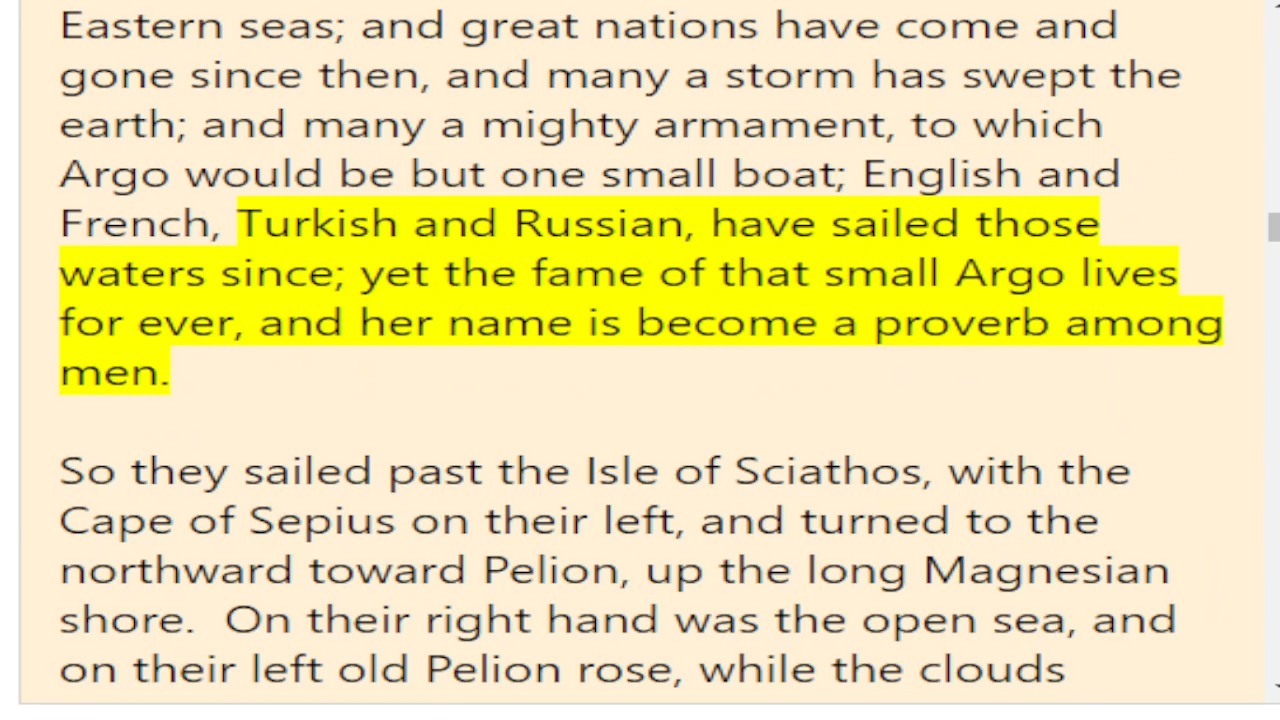 Eastern seas; and great nations have come and
gone since then, and many a storm has swept the
earth; and many a mighty armament, to which
Argo would be but one small boat; English and
French, Turkish and Russian, have sailed those
waters since; yet the fame of that small Argo lives
for ever, and her name is become a proverb among
men.
So they sailed past the Isle of Sciathos, with the
Cape of Sepius on their left, and turned to the
northward toward Pelion, up the long Magnesian
shore.  On their right hand was the open sea, and
on their left old Pelion rose, while the clouds